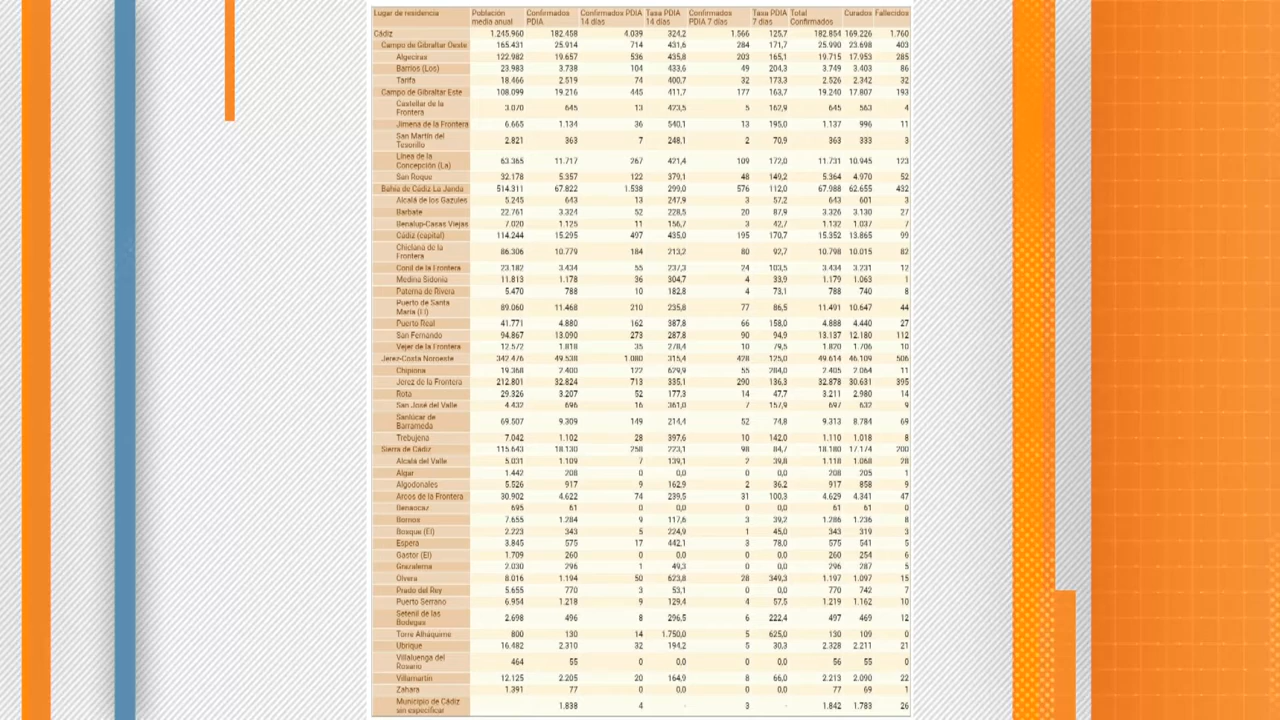 Lugar de residencia Población media anual Confirmados PDIA Confirmados PDIA 14 días Tasa PDIA 14 días Confirmados PDIA 7 días Tasa PDIA 7 días Total Confirmados Curados Fallecidos
Cádiz 1.245.960 182.458 4.039 324,2 1.566 125,7 182.854 169.226 1.760
Campo de Gibraltar Oeste 165.431 25.914 714 431,6 284 171,7 25.990 23.698 403
Algeciras 122.982 19.657 536 435,8 203 165,1 19.715 17.953 285
Barrios (Los) 23.983 3.738 104 433,6 49 204,3 3.749 3.403 86
Tarifa 18.466 2.519 74 400,7 32 173,3 2.526 2.342 32
Campo de Gibraltar Este 108.099 19.216 445 411,7 177 163,7 19.240 17.807 193
Castellar de la Frontera 3.070 645 13 473,5 5 162,9 645 563 4
Jimena de la Frontera 6.665 1.134 36 540,1 13 195,0 1.137 996 11
San Martín del Tesorillo 2.821 363 7 248,1 2 70,9 363 333 3
Línea de la Concepción (La) 63.365 11.717 267 421,4 109 172,0 11.731 10.945 123
San Roque 32.178 5.357 122 379,1 48 149,2 5.364 4.970 52
Bahía de Cádiz-La Janda 514.311 67.822 1.538 299,0 576 112,0 67.988 62.655 432
Alcalá de los Gazules 5.245 643 13 247,9 3 57,2 643 601 3
Barbate 22.761 3.324 52 228,5 20 87,9 3.326 3.130 27
Benalup-Casas Viejas 7.020 1.125 11 156,7 3 42,7 1.132 1.037 7
Cádiz (capital) 114.244 15.295 497 435,0 195 170,7 15.352 13.865 99
Chiclana de la Frontera 86.306 10.779 184 213,2 80 92,7 10.798 10.015 82
Conil de la Frontera 23.182 3.434 55 237,3 24 103,5 3.434 3.231 12
Medina Sidonia 11.813 1.178 36 304,7 4 33,9 1.179 1.063 1
Paterna de Rivera 5.470 788 10 182,8 4 73,1 788 740 8
Puerto de Santa María (El) 89.060 11.468 210 235,8 77 86,5 11.491 10.647 44
Puerto Real 41.771 4.880 162 387,8 66 158,0 4.888 4.440 27
San Fernando 94.867 13.090 273 287,8 90 94,9 13.137 12.180 112
Vejer de la Frontera 12.572 1.818 35 278,4 10 79,5 1.820 1.706 10
Jerez-Costa Noroeste 342.476 49.538 1.080 315,4 428 125,0 49.614 46.109 506
Chipiona 19.368 2.400 122 629,9 55 284,0 2.405 2.064 11
Jerez de la Frontera 212.801 32.824 713 335,1 290 136,3 32.878 30.631 395
Rota 29.326 3.207 52 177,3 14 47,7 3.211 2.980 14
San José del Valle 4.432 696 16 361,0 7 157,9 697 632 9
Sanlúcar de Barrameda 69.507 9.309 149 214,4 52 74,8 9.313 8.784 69
Trebujena 7.042 1.102 28 397,6 10 142,0 1.110 1.018 8
Sierra de Cádiz 115.643 18.130 258 223,1 98 84,7 18.180 17.174 200
Alcalá del Valle 5.031 1.109 7 139,1 2 39,8 1.118 1.068 28
Algar 1.442 208 0 0,0 0 0,0 208 205 1
Algodonales 5.526 917 9 162,9 2 36,2 917 858 9
Arcos de la Frontera 30.902 4.622 74 239,5 31 100,3 4.629 4.341 47
Benaocaz 695 61 0 0,0 0 0,0 61 61 0
Bornos 7.655 1.284 9 117,6 3 39,2 1.286 1.236 8
Bosque (El) 2.223 343 5 224,9 1 45,0 343 319 3
Espera 3.845 575 17 442,1 3 78,0 575 541 5
Gastor (El) 1.709 260 0 0,0 0 0,0 260 254 6
Grazalema 2.030 296 1 49,3 0 0,0 296 287 5
Olvera 8.016 1.194 50 623,8 28 349,3 1.197 1.097 15
Prado del Rey 5.655 770 3 53,1 0 0,0 770 742 7
Puerto Serrano 6.954 1.218 9 129,4 4 57,5 1.219 1.162 10
Setenil de las Bodegas 2.698 496 8 296,5 6 222,4 497 469 12
Torre Alháquime 800 130 14 1.750,0 5 625,0 130 109 0
Ubrique 16.482 2.310 32 194,2 5 30,3 2.328 2.211 21
Villaluenga del Rosario 464 55 0 0,0 0 0,0 56 55 0
Villamartín 12.125 2.205 20 164,9 8 66,0 2.213 2.090 22
Zahara 1.391 77 0 0,0 0 0,0 77 69 1
Municipio de Cádiz sin especificar 1.838 4 - 3 - 1.842 1.783 26